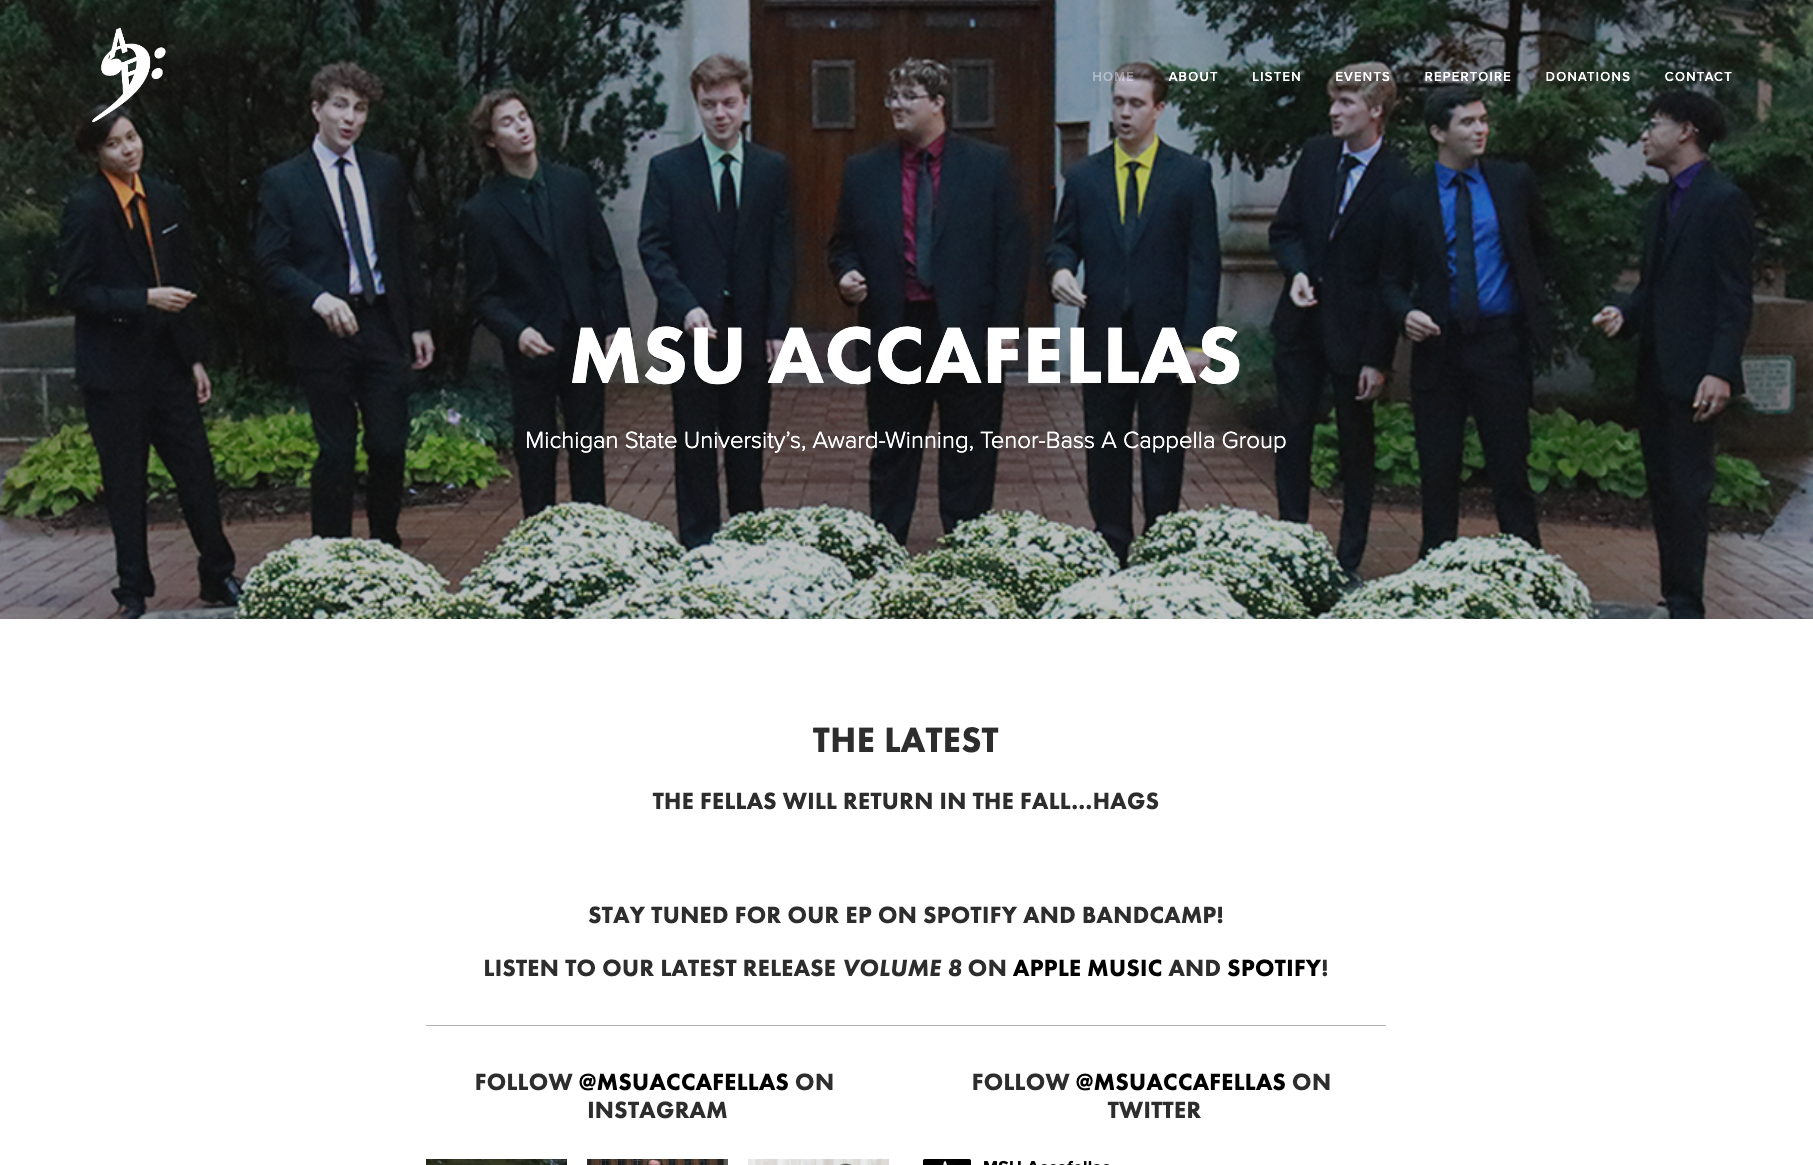 HOME ABOUT LISTEN EVENTS REPERTOIRE DONATIONS CONTACT
MSU ACCAFELLAS
Michigan State University's, Award-Winning, Tenor-Bass A Cappella Group
THE LATEST
THE FELLAS WILL RETURN IN THE FALL...HAGS
STAY TUNED FOR OUR EP ON SPOTIFY AND BANDCAMP!
LISTEN TO OUR LATEST RELEASE VOLUME 8 ON APPLE MUSIC AND SPOTIFY!
FOLLOW @MSUACCAFELLAS ON
INSTAGRAM
FOLLOW @MSUACCAFELLAS ON
TWITTER
MSU Accafellas